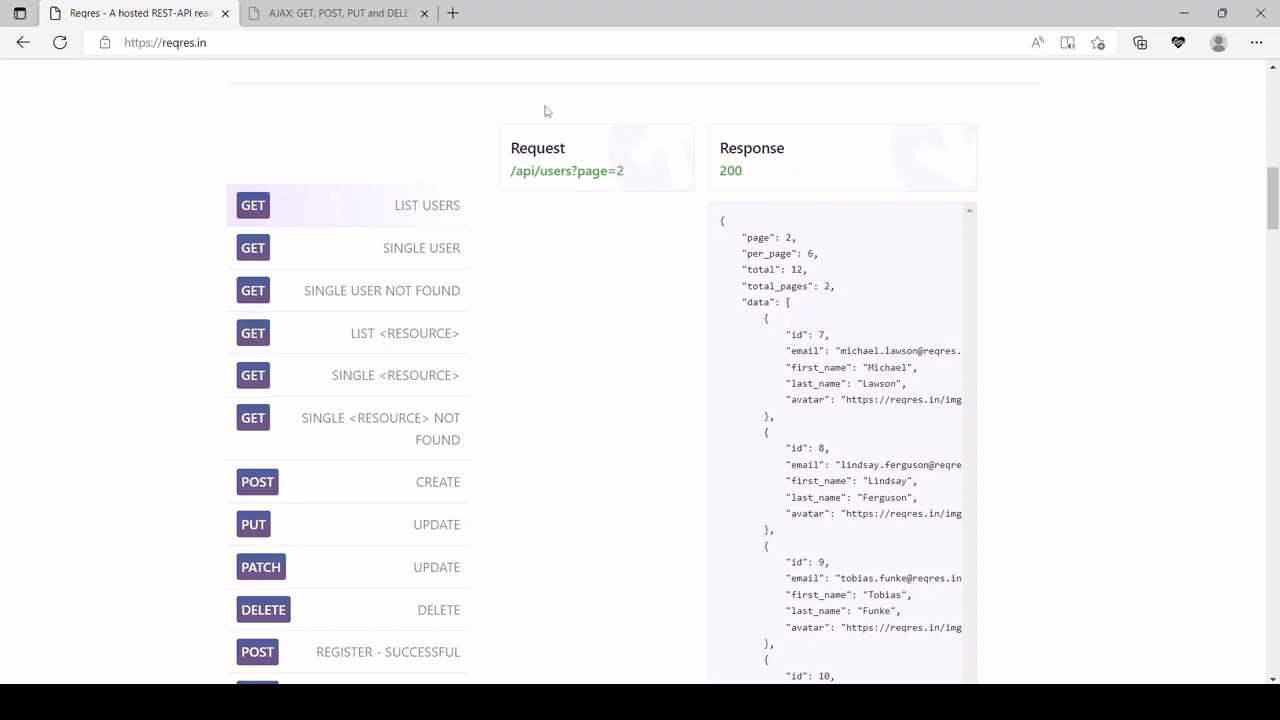 Reqres - A hosted REST-API read
AJAX: GET, POST, PUT and DELE
https://reqres.in
Request
/api/users?page=2
Response
200
GET LIST USERS
GET SINGLE USER
GET SINGLE USER NOT FOUND
GET LIST <RESOURCE>
GET SINGLE <RESOURCE>
GET SINGLE <RESOURCE> NOT
FOUND
POST CREATE
PUT UPDATE
PATCH UPDATE
DELETE DELETE
POST REGISTER - SUCCESSFUL
{
"page": 2,
"per_page": 6,
"total": 12,
"total_pages": 2,
"data": [
{
"id": 7,
"email": "michael.lawson@reqres.
"first_name": "Michael",
"last_name": "Lawson",
"avatar": "https://reqres.in/img
},
{
"id": 8,
"email": "lindsay.ferguson@reqre
"first_name": "Lindsay",
"last_name": "Ferguson",
"avatar": "https://reqres.in/img
},
{
"id": 9,
"email": "tobias.funke@reqres.in
"first_name": "Tobias",
"last_name": "Funke",
"avatar": "https://reqres.in/img
},
{
"id": 10,